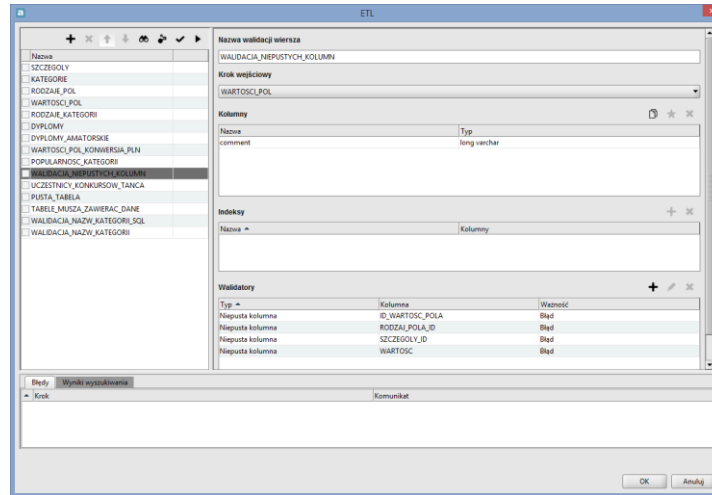 ETL
Nazwa
SZCZEGOLY
KATEGORIE
RODZAJE_POL
WARTOSCI_POL
RODZAJE_KATEGORII
DYPLOMY
DYPLOMY_AMATORSKIE
WARTOSCI_POL_KONWERSJA_PLN
POPULARNOSC_KATEGORII
WALIDACJA_NIEPUSTYCH_KOLUMN
UCZESTNICY_KONKURSOW_TANCA
PUSTA_TABELA
TABELE_MUSZA_ZAWIERAC_DANE
WALIDACJA_NAZW_KATEGORII_SQL
WALIDACJA_NAZW_KATEGORII
Nazwa walidacji wiersza
WALIDACJA_NIEPUSTYCH_KOLUMN
Krok wejściowy
WARTOSCI_POL
Kolumny
Nazwa Typ
comment long varchar
Indeksy
Nazwa Kolumny
Walidatory
Typ Kolumna Ważność
Niepusta kolumna ID_WARTOSC_POLA Błąd
Niepusta kolumna RODZAJ_POLA_ID Błąd
Niepusta kolumna SZCZEGOLY_ID Błąd
Niepusta kolumna WARTOSC Błąd
Błędy Wyniki wyszukiwania
Krok Komunikat
OK Anuluj